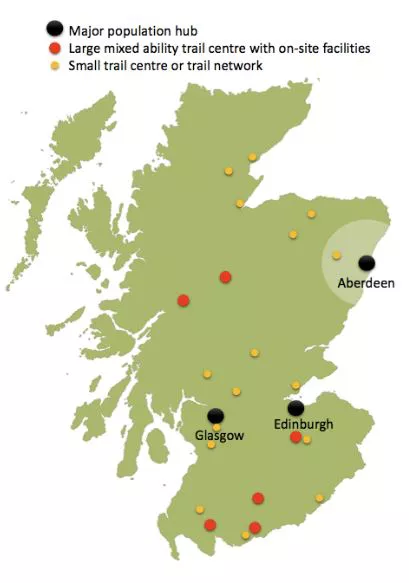 Major population hub
Large mixed ability trail centre with on-site facilities
Small trail centre or trail network
Aberdeen
Edinburgh
Glasgow